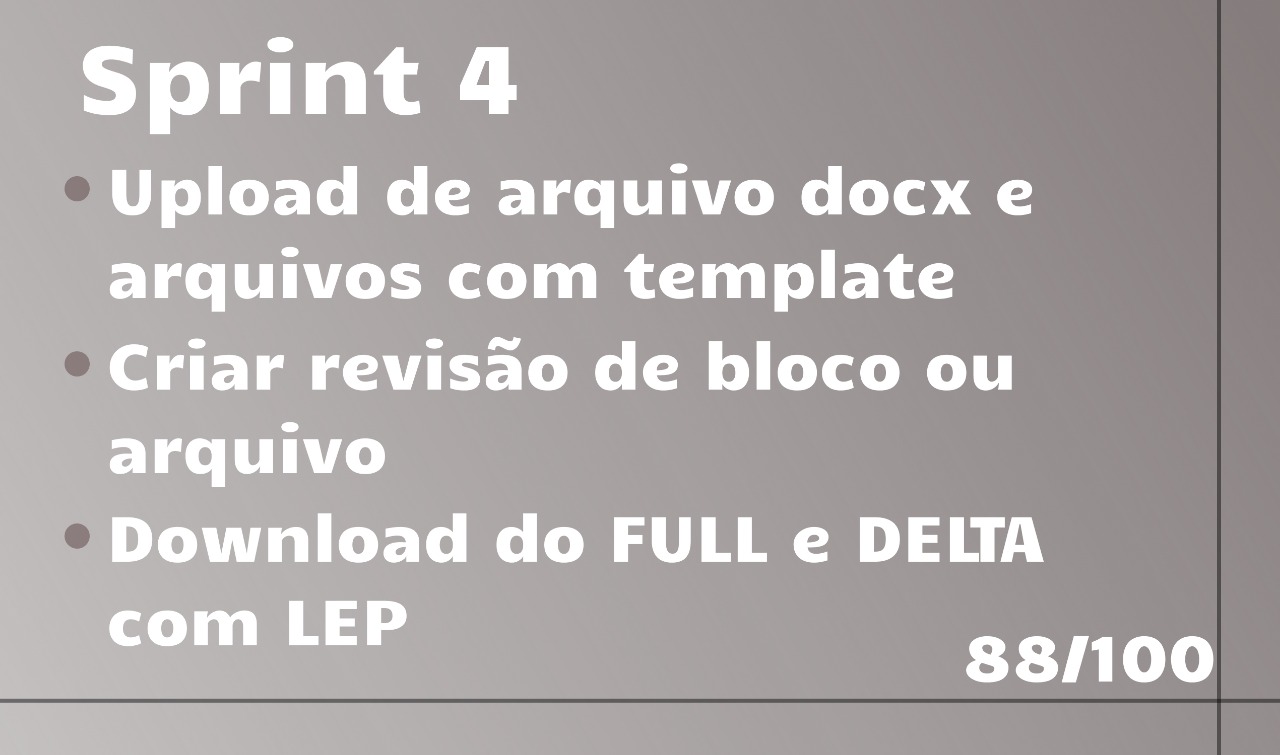 Sprint 4
Upload de arquivo docx e
arquivos com template
Criar revisão de bloco ou
arquivo
Download do FULL e DELTA
com LEP
88/100